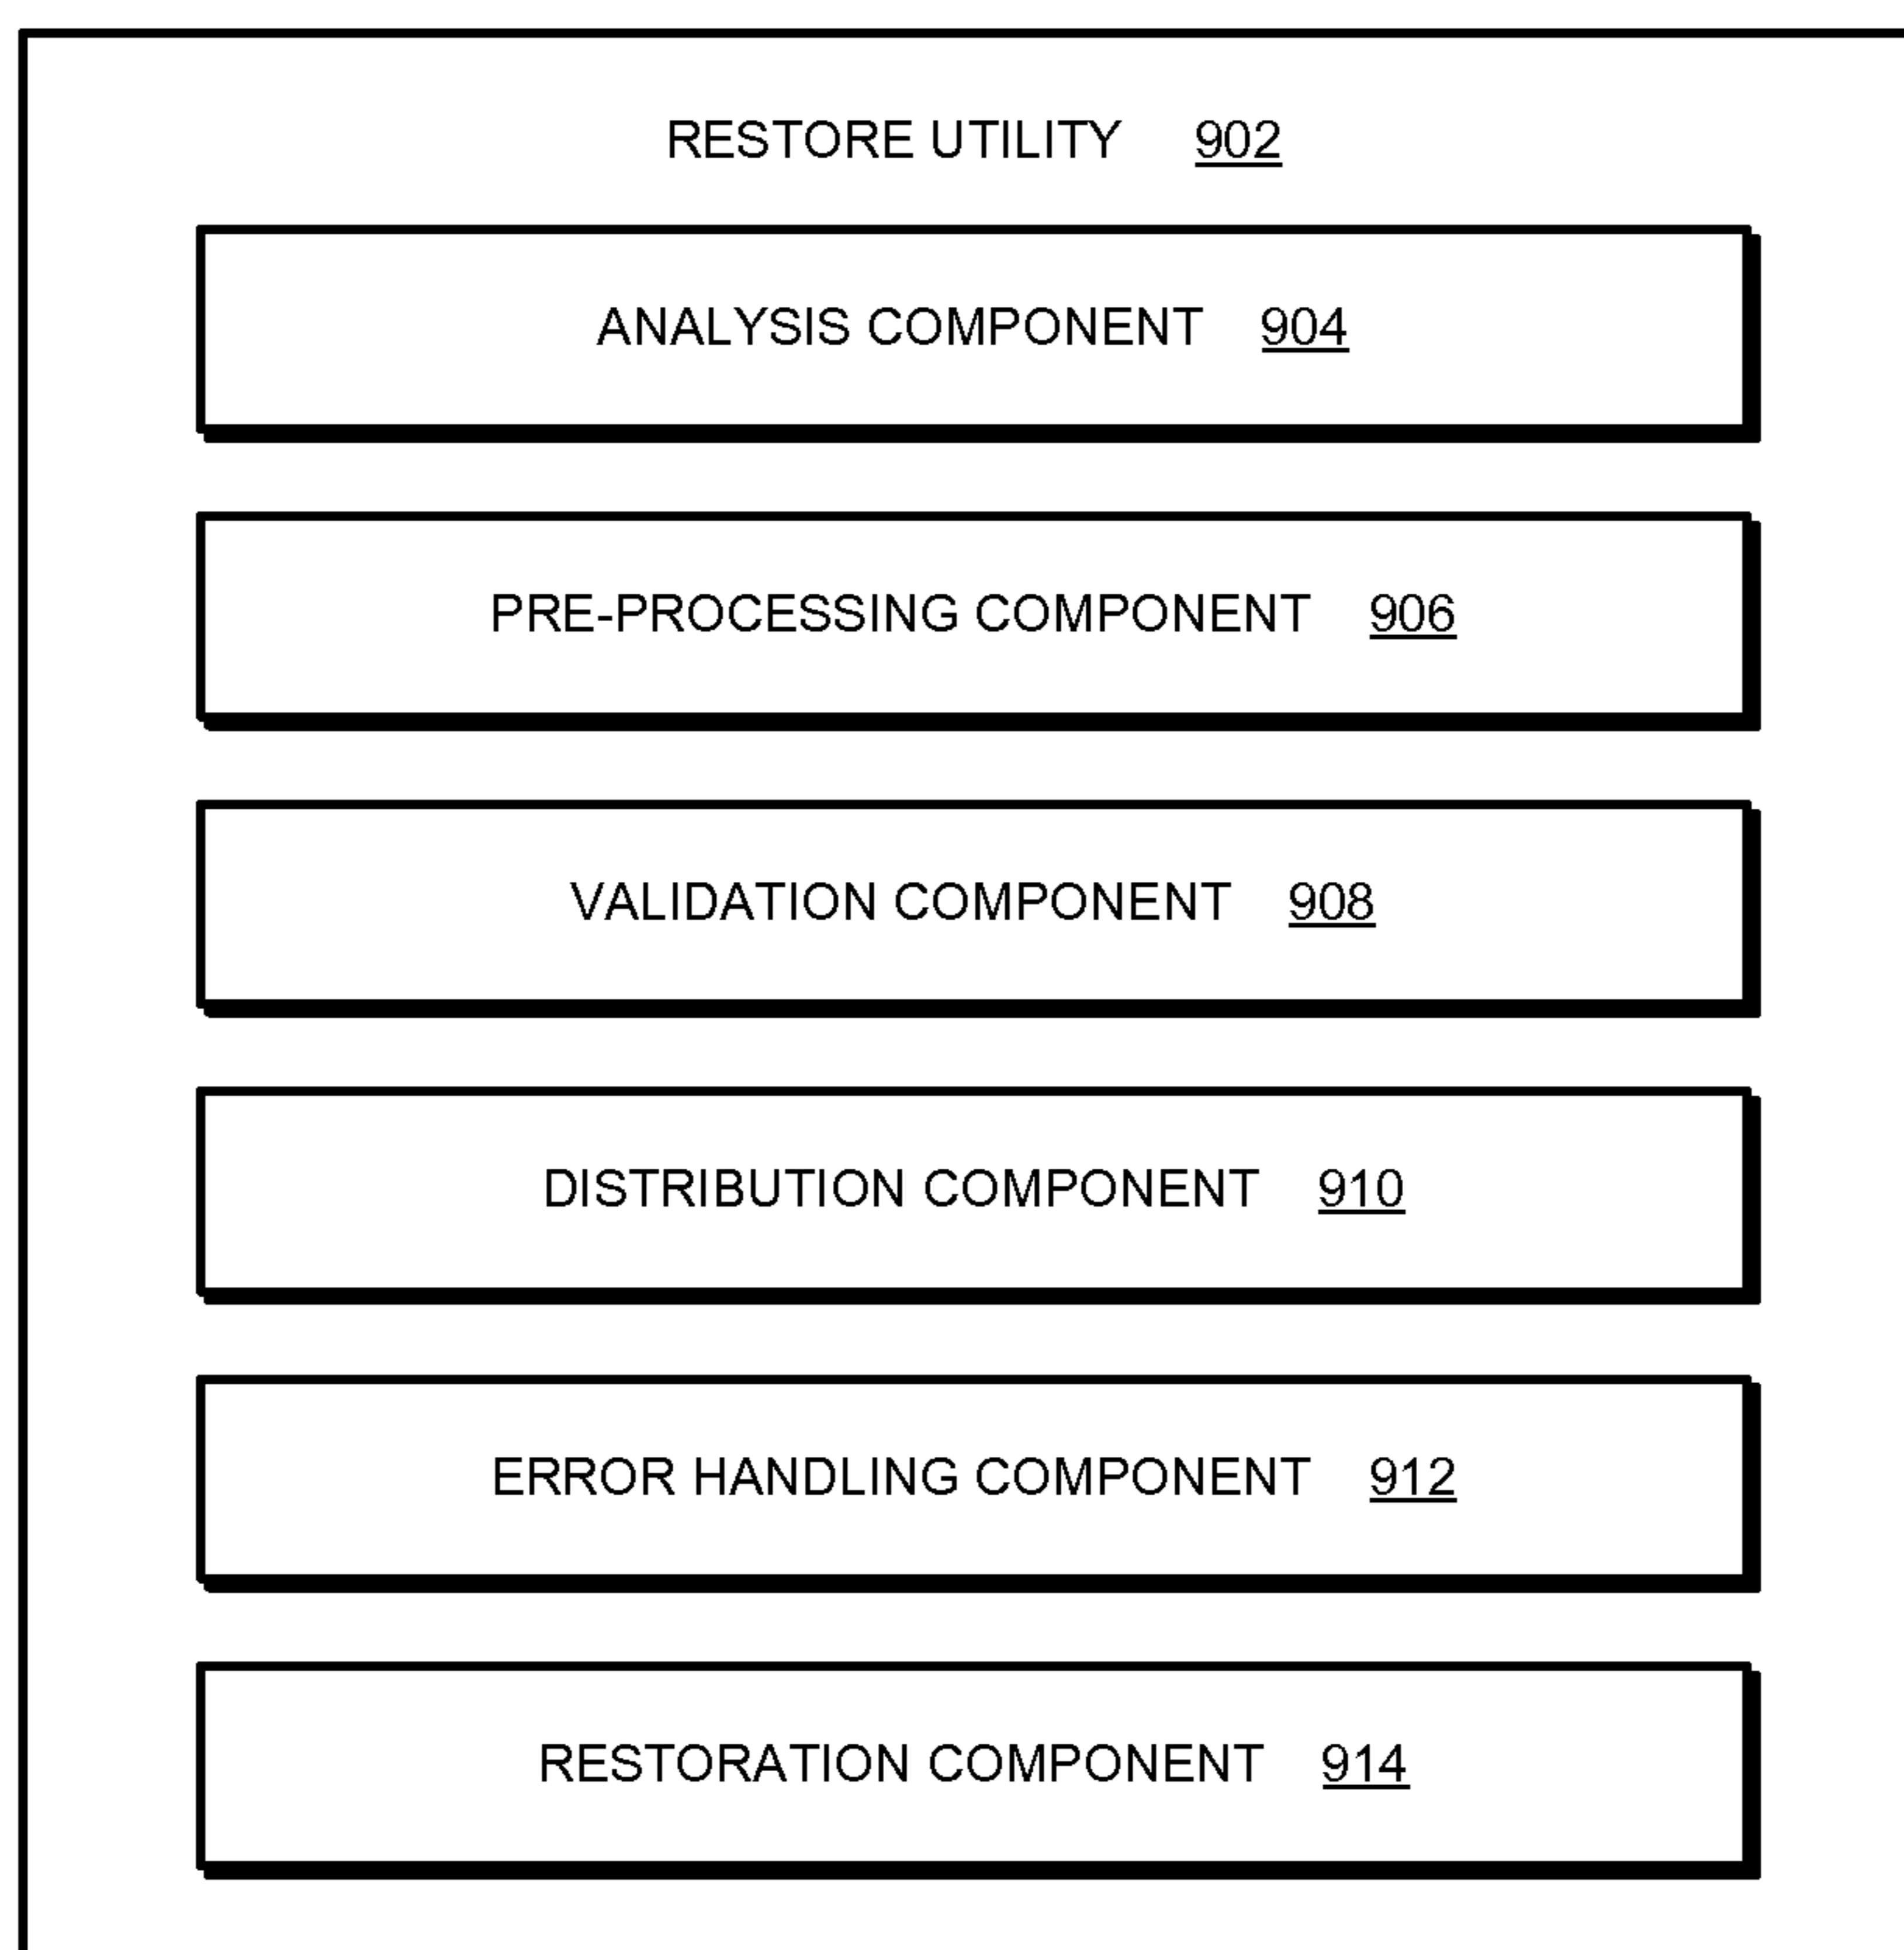 RESTORE UTILITY 902
ANALYSIS COMPONENT 904
PRE-PROCESSING COMPONENT 906
VALIDATION COMPONENT 908
DISTRIBUTION COMPONENT 910
ERROR HANDLING COMPONENT 912
RESTORATION COMPONENT 914